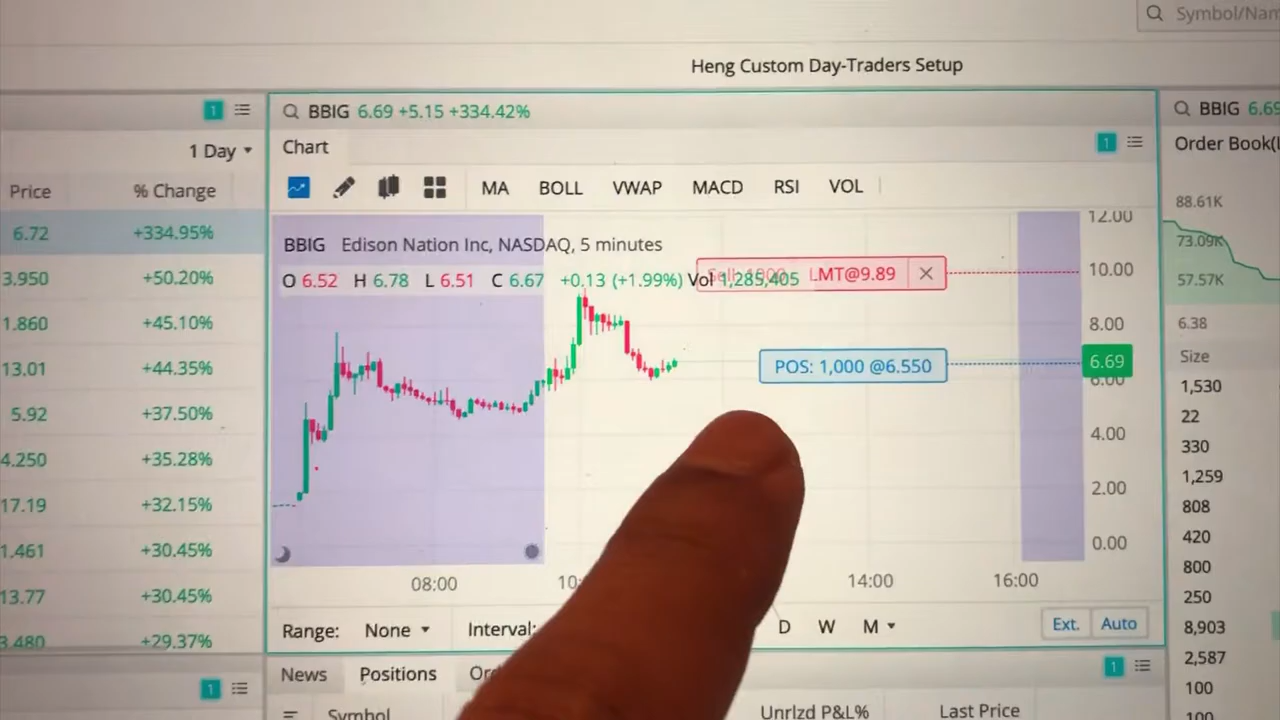 Symbol/Nam
Heng Custom Day-Traders Setup
1
1 Day
Price % Change
6.72 +334.95%
3.950 +50.20%
1.860 +45.10%
13.01 +44.35%
5.92 +37.50%
4.250 +35.28%
17.19 +32.15%
1.461 +30.45%
13.77 +30.45%
3.480 +29.37%
1
BBIG 6.69 +5.15 +334.42%
Chart 1
MA BOLL VWAP MACD RSI VOL
BBIG Edison Nation Inc, NASDAQ, 5 minutes
O 6.52 H 6.78 L 6.51 C 6.67 +0.13 (+1.99%) Vol 1,285,405
LMT@9.89
POS: 1,000 @6.550
12.00
10.00
8.00
6.69
6.00
4.00
2.00
0.00
08:00 10: 14:00 16:00
Range: None Interval: D W M Ext. Auto
News Positions Or 1
Symbol Unrlzd P&L% Last Price
BBIG 6.69
Order Book(L
88.61K
73.09K
57.57K
6.38
Size
1,530
22
330
1,259
808
420
800
250
8,903
2,587
100
100